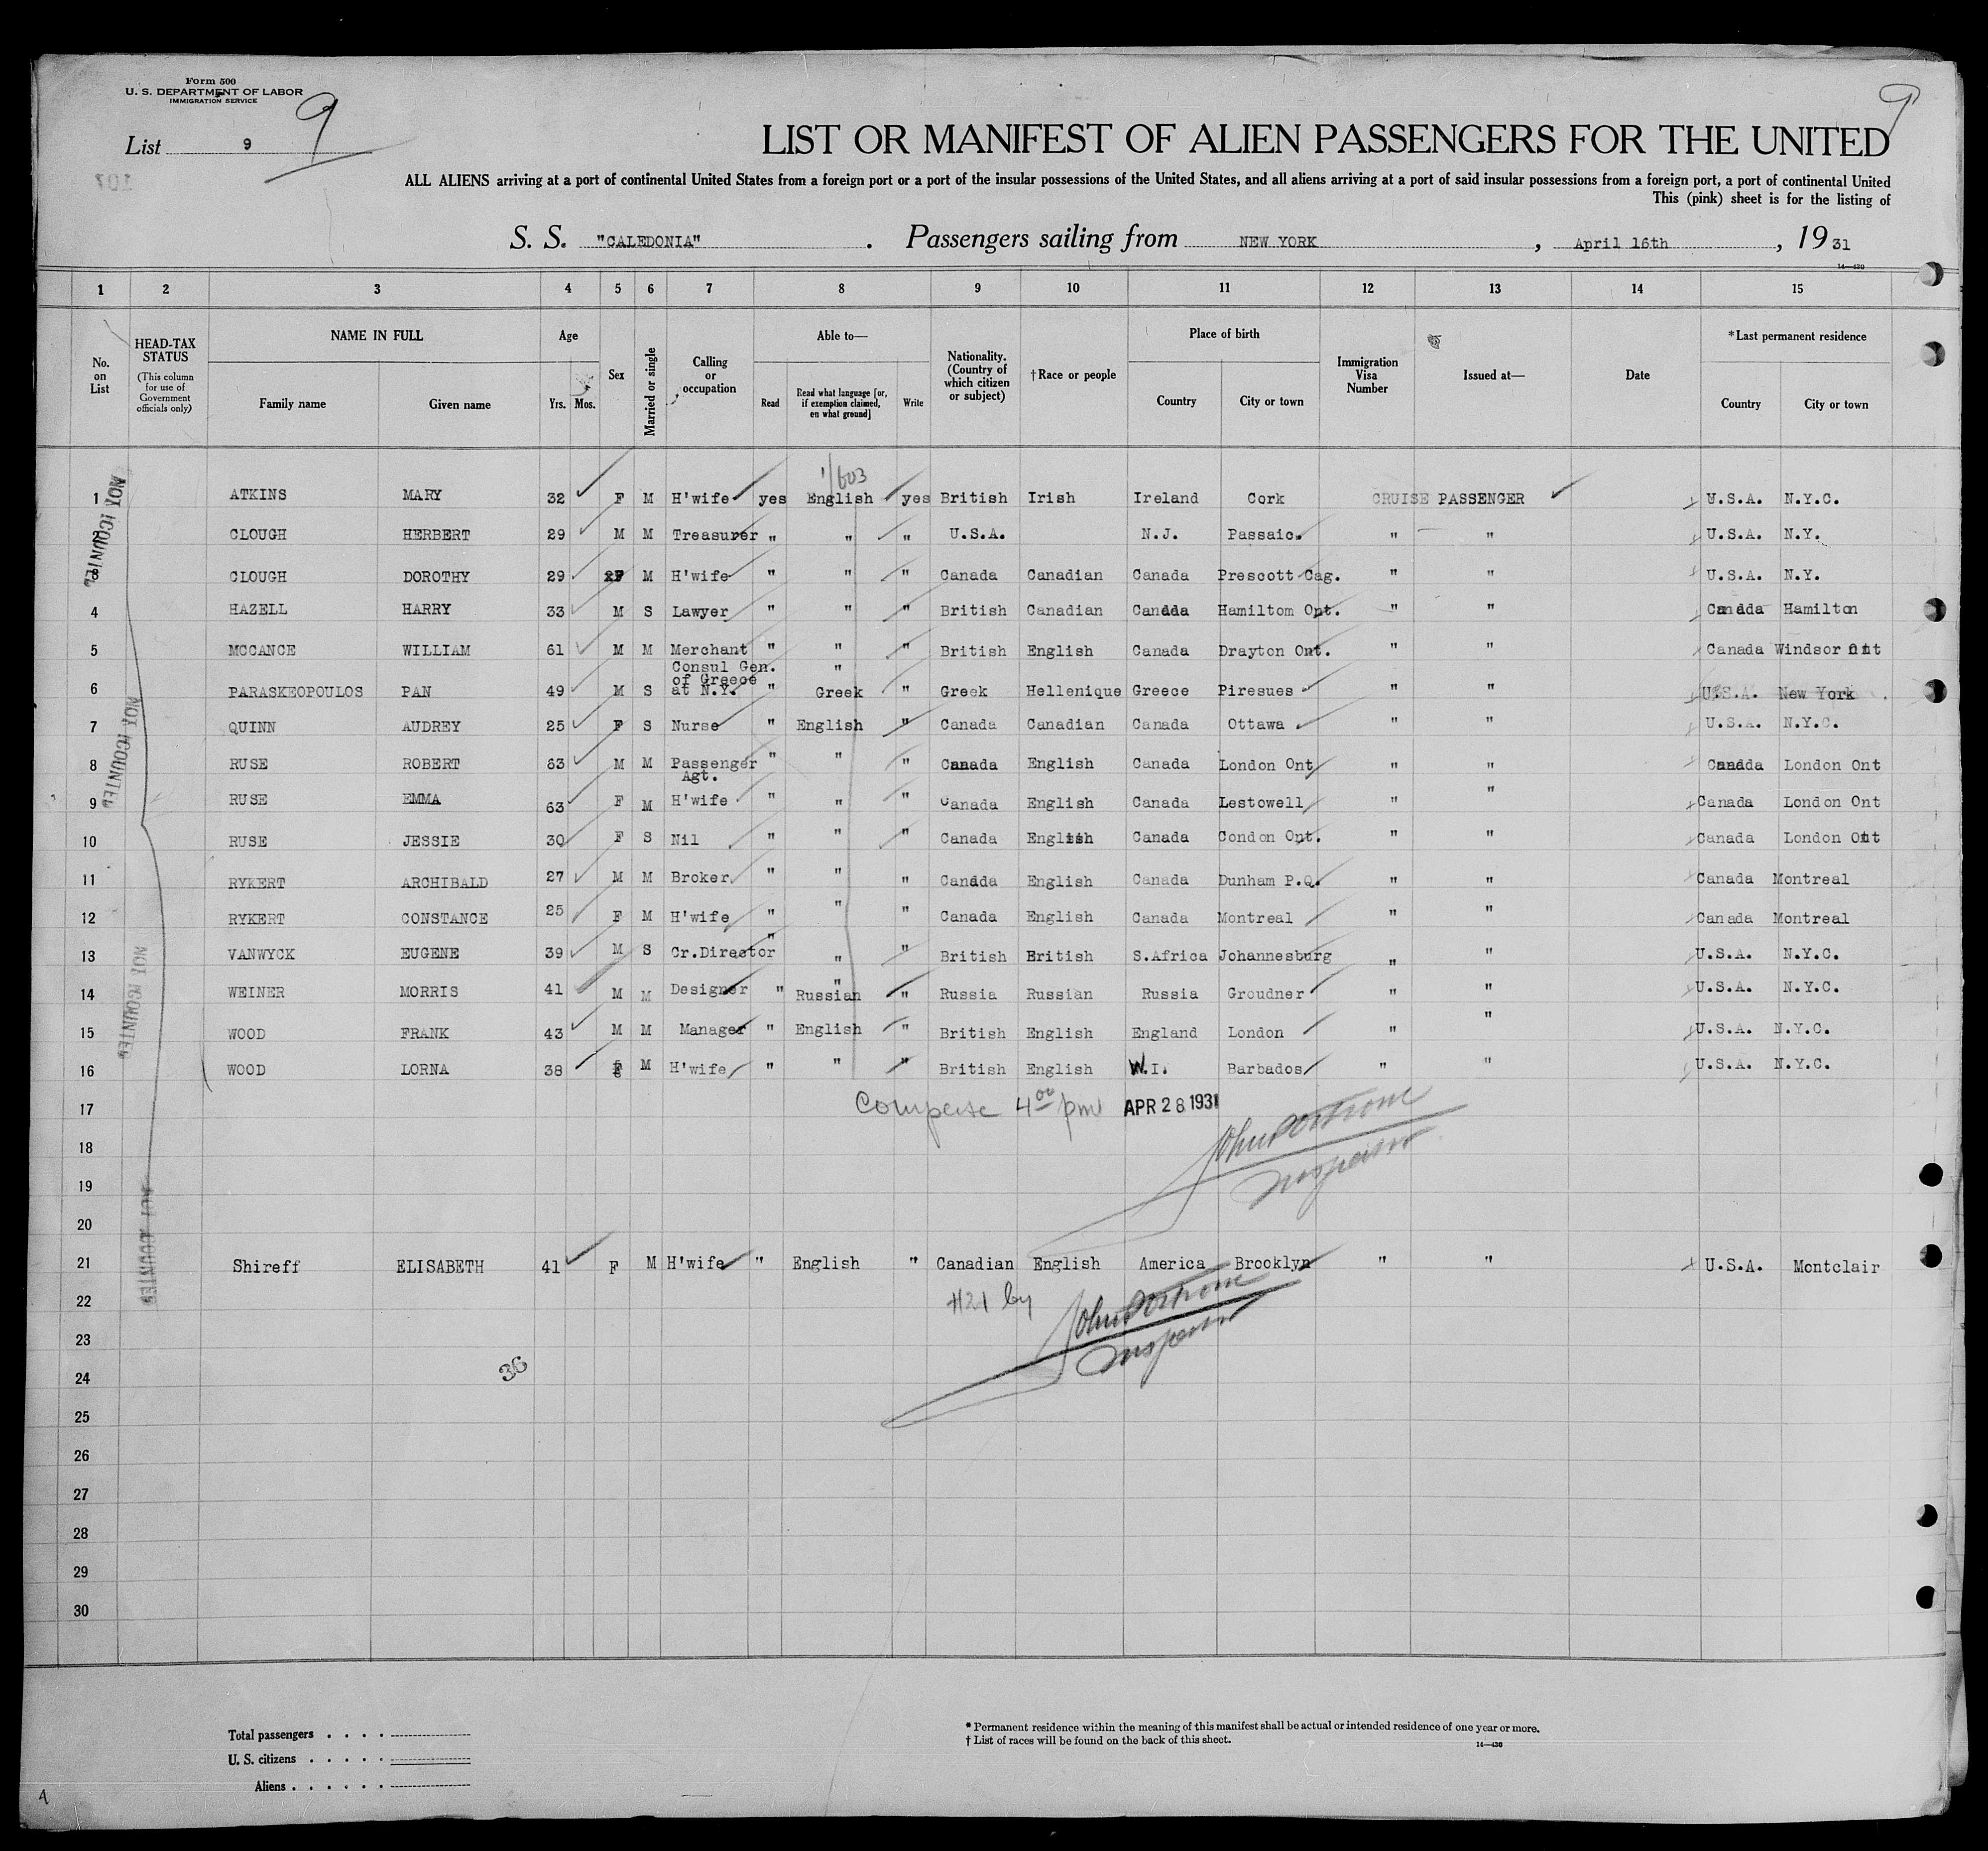 Form 500
U. S. DEPARTMENT OF LABOR
IMMIGRATION SERVICE
List 9 9
9
107
LIST OR MANIFEST OF ALIEN PASSENGERS FOR THE UNITED
ALL ALIENS arriving at a port of continental United States from a foreign port or a port of the insular possessions of the United States, and all aliens arriving at a port of said insular possessions from a foreign port, a port of continental United
This (pink) sheet is for the listing of
S. S. "CALEDONIA". Passengers sailing from NEW YORK, April 16th, 19 31
14—430
1 2 3 4 5 6 7 8 9 10 11 12 13 14 15
No. on List
HEAD-TAX STATUS (This column for use of Government officials only)
NAME IN FULL Family name Given name
Age Yrs. Mos.
Sex
Married or single
Calling or occupation
Able to— Read Read what language [or, if exemption claimed, on what ground] Write
Nationality. (Country of which citizen or subject)
†Race or people
Place of birth Country City or town
Immigration Visa Number
Issued at—
Date
*Last permanent residence Country City or town
NOT COUNTED
1/603
1 ATKINS MARY 32 F M H'wife yes English yes British Irish Ireland Cork CRUISE PASSENGER U.S.A. N.Y.C.
CLOUGH HERBERT 29 M M Treasurer " " " U.S.A. N.J. Passaic. " " U.S.A. N.Y.
3 CLOUGH DOROTHY 29 F M H'wife " " " Canada Canadian Canada Prescott Cag. " " U.S.A. N.Y.
4 HAZELL HARRY 33 M S Lawyer " " " British Canadian Canada Hamiltom Ont. " " Canada Hamilton
5 MCCANCE WILLIAM 61 M M Merchant " " " British English Canada Drayton Ont. " " Canada Windsor Ont
6 PARASKEOPOULOS PAN 49 M S Consul Gen. of Greece at N.Y. " " Greek " Greek Hellenique Greece Piresues " " U.S.A. New York
7 QUINN AUDREY 25 F S Nurse " English " Canada Canadian Canada Ottawa " " U.S.A. N.Y.C.
8 RUSE ROBERT 63 M M Passenger Agt. " " " Canada English Canada London Ont " " Canada London Ont
9 RUSE EMMA 63 F M H'wife " " " Canada English Canada Lestowell " " Canada London Ont
10 RUSE JESSIE 30 F S Nil " " " Canada English Canada Condon Ont. " " Canada London Ont
11 RYKERT ARCHIBALD 27 M M Broker " " " Canada English Canada Dunham P.Q. " " Canada Montreal
12 RYKERT CONSTANCE 25 F M H'wife " " " Canada English Canada Montreal " " Canada Montreal
13 VANWYCK EUGENE 39 M S Cr.Director " " " British British S.Africa Johannesburg " " U.S.A. N.Y.C.
14 WEINER MORRIS 41 M M Designer " " Russian " Russia Russian Russia Groudner " " U.S.A. N.Y.C.
15 WOOD FRANK 43 M M Manager " English " British English England London " " U.S.A. N.Y.C.
16 WOOD LORNA 38 F M H'wife " " " British English W.I. Barbados " " U.S.A. N.Y.C.
NOT COUNTED
NOT COUNTED
17 4 00 pm APR 28 1931
18 John
19 Inspector
20
21 Shireff ELISABETH 41 F M H'wife " English " Canadian English America Brooklyn " " U.S.A. Montclair
NOT COUNTED
22 #21 by John
23 Inspector
24 36
25
26
27
28
29
30
Total passengers . . . .
U. S. citizens . . . . .
Aliens . . . . . .
* Permanent residence within the meaning of this manifest shall be actual or intended residence of one year or more.
† List of races will be found on the back of this sheet.
14—430